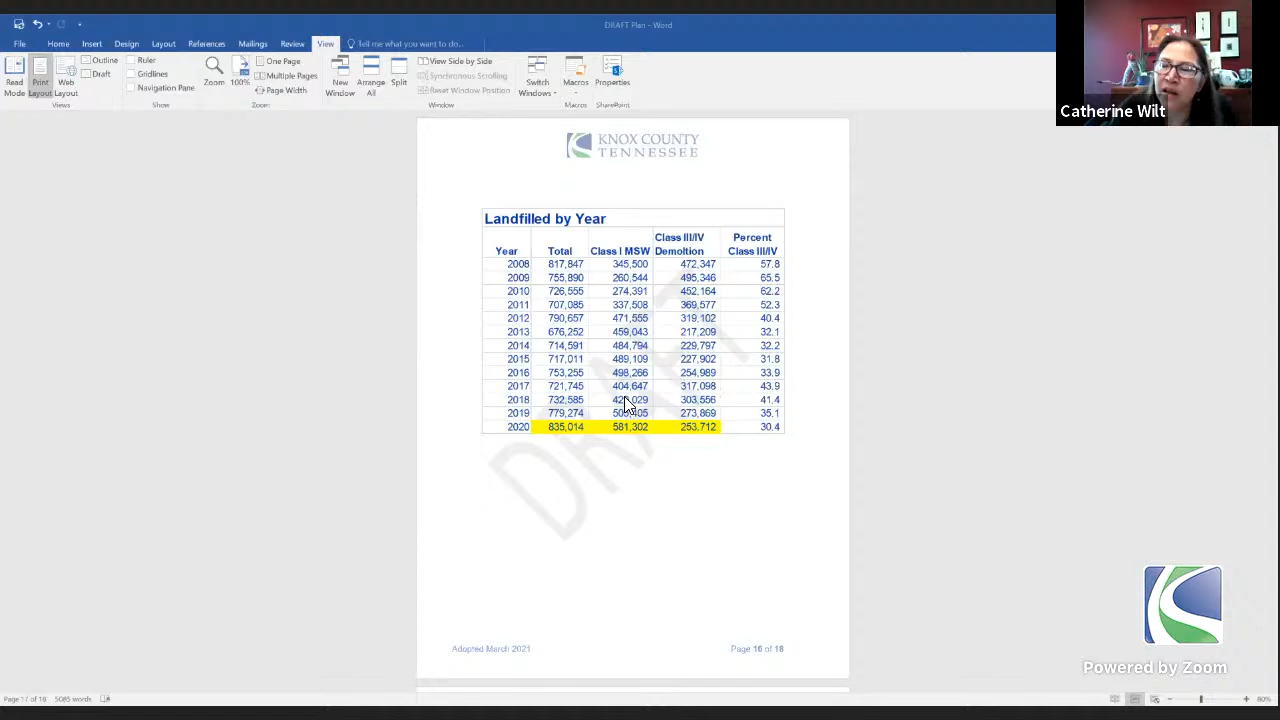 DRAFT Plan - Word
File Home Insert Design Layout References Mailings Review View Tell me what you want to do...
Read Mode
Print Layout
Web Layout
Outline
Draft
Views
Ruler
Gridlines
Navigation Pane
Show
Zoom
100%
One Page
Multiple Pages
Page Width
Zoom
New Window
Arrange All
Split
View Side by Side
Synchronous Scrolling
Reset Window Position
Window
Switch Windows
Macros
Macros
Properties
SharePoint
Catherine Wilt
KNOX COUNTY
TENNESSEE
Landfilled by Year
Year Total Class I MSW Class III/IV Demoltion Percent Class III/IV
2008 817,847 345,500 472,347 57.8
2009 755,890 260,544 495,346 65.5
2010 726,555 274,391 452,164 62.2
2011 707,085 337,508 369,577 52.3
2012 790,657 471,555 319,102 40.4
2013 676,252 459,043 217,209 32.1
2014 714,591 484,794 229,797 32.2
2015 717,011 489,109 227,902 31.8
2016 753,255 498,266 254,989 33.9
2017 721,745 404,647 317,098 43.9
2018 732,585 303,556 41.4
2019 779,274 273,869 35.1
2020 835,014 581,302 253,712 30.4
DRAFT
Adopted March 2021 Page 16 of 18
Powered by Zoom
Page 17 of 18 5085 words 80%